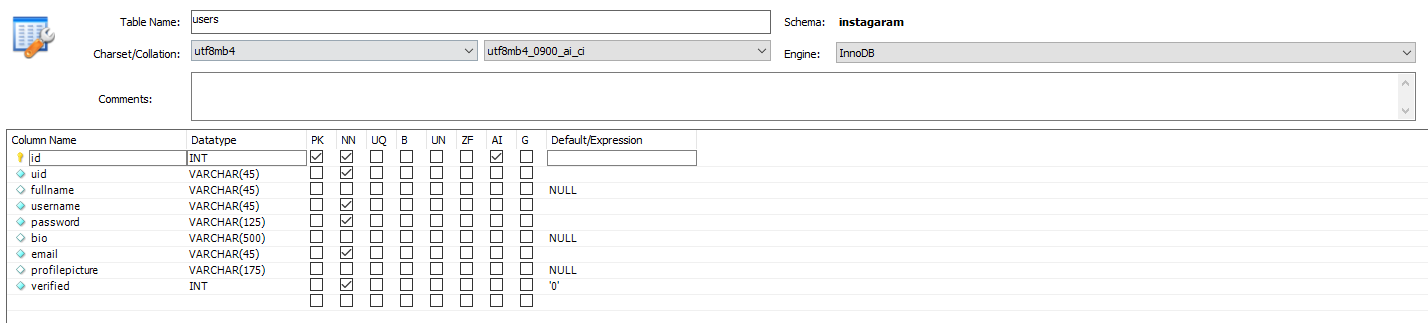 Table Name: users Schema: instagaram
Charset/Collation: utf8mb4 utf8mb4_0900_ai_ci Engine: InnoDB
Comments:
Column Name Datatype PK NN UQ B UN ZF AI G Default/Expression
id INT
uid VARCHAR(45)
fullname VARCHAR(45) NULL
username VARCHAR(45)
password VARCHAR(125)
bio VARCHAR(500) NULL
email VARCHAR(45)
profilepicture VARCHAR(175) NULL
verified INT '0'